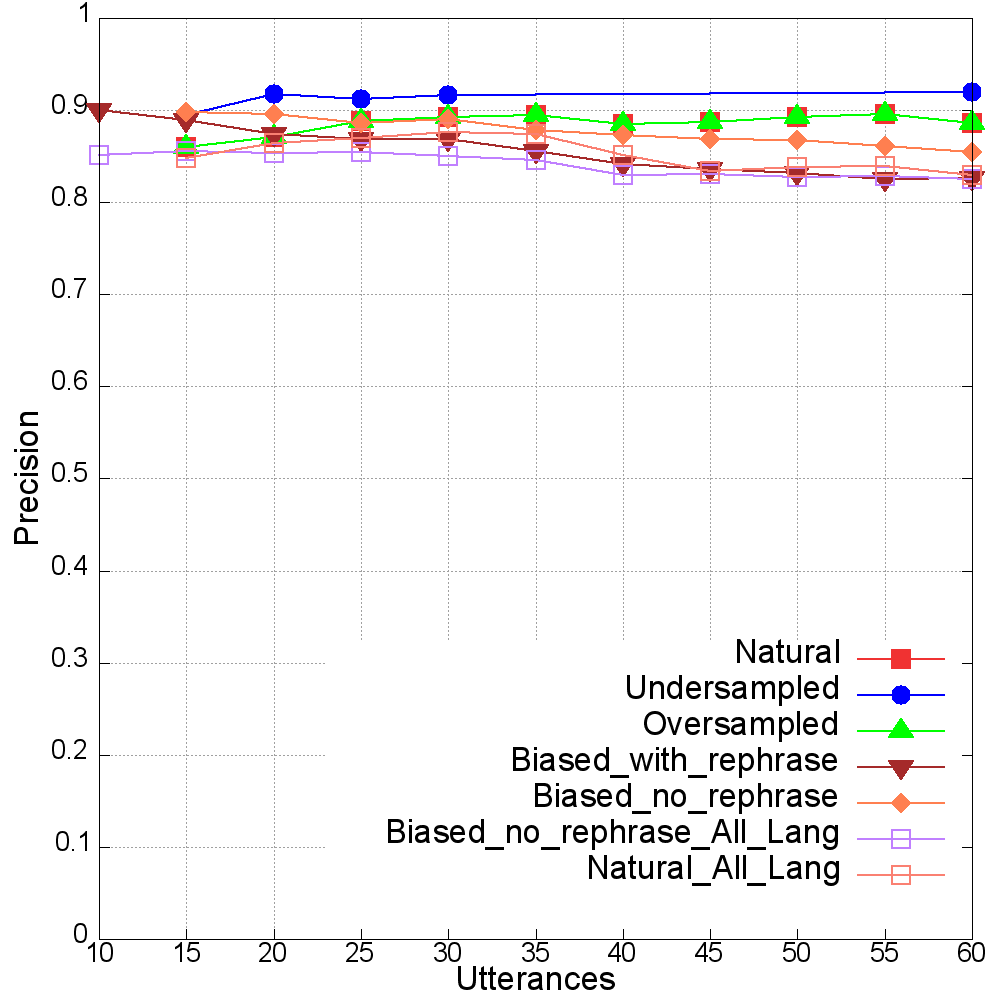 1
0.9
0.8
0.7
0.6
0.5
0.4
0.3
0.2
0.1
0
Precision
Natural
Undersampled
Oversampled
Biased_with_rephrase
Biased_no_rephrase
Biased_no_rephrase_All_Lang
Natural_All_Lang
10 15 20 25 30 35 40 45 50 55 60
Utterances